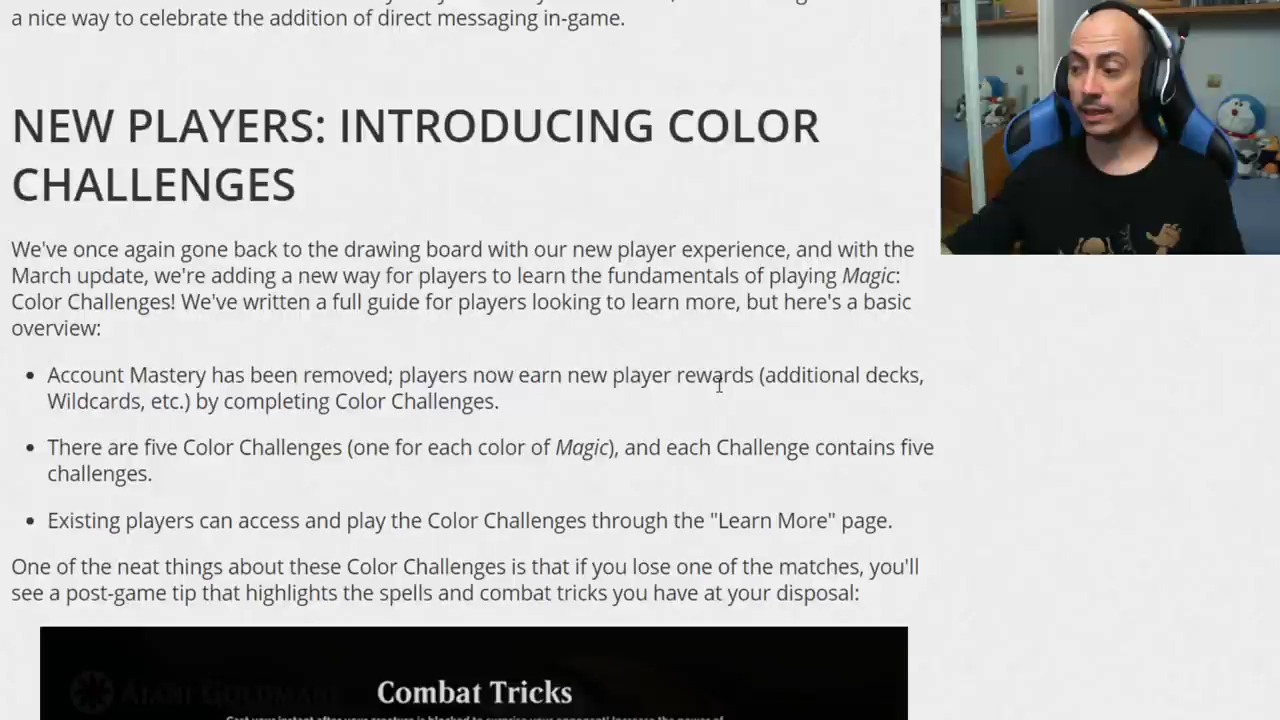 a nice way to celebrate the addition of direct messaging in-game.
NEW PLAYERS: INTRODUCING COLOR
CHALLENGES
We've once again gone back to the drawing board with our new player experience, and with the
March update, we're adding a new way for players to learn the fundamentals of playing Magic:
Color Challenges! We've written a full guide for players looking to learn more, but here's a basic
overview:
• Account Mastery has been removed; players now earn new player rewards (additional decks,
Wildcards, etc.) by completing Color Challenges.
• There are five Color Challenges (one for each color of Magic), and each Challenge contains five
challenges.
• Existing players can access and play the Color Challenges through the "Learn More" page.
One of the neat things about these Color Challenges is that if you lose one of the matches, you'll
see a post-game tip that highlights the spells and combat tricks you have at your disposal:
Combat Tricks